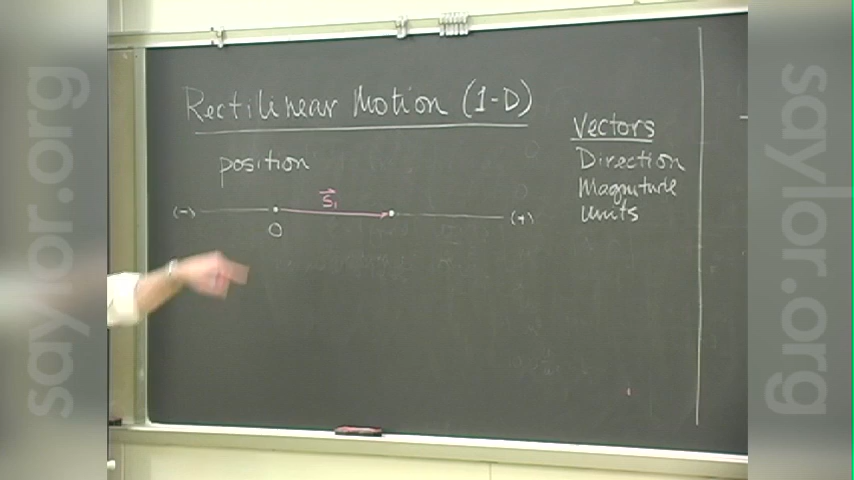 Rectilinear Motion (1-D)
position
(-) S₁ (+)
0
Vectors
Direction
Magnitude
Units
saylor.org
saylor.org